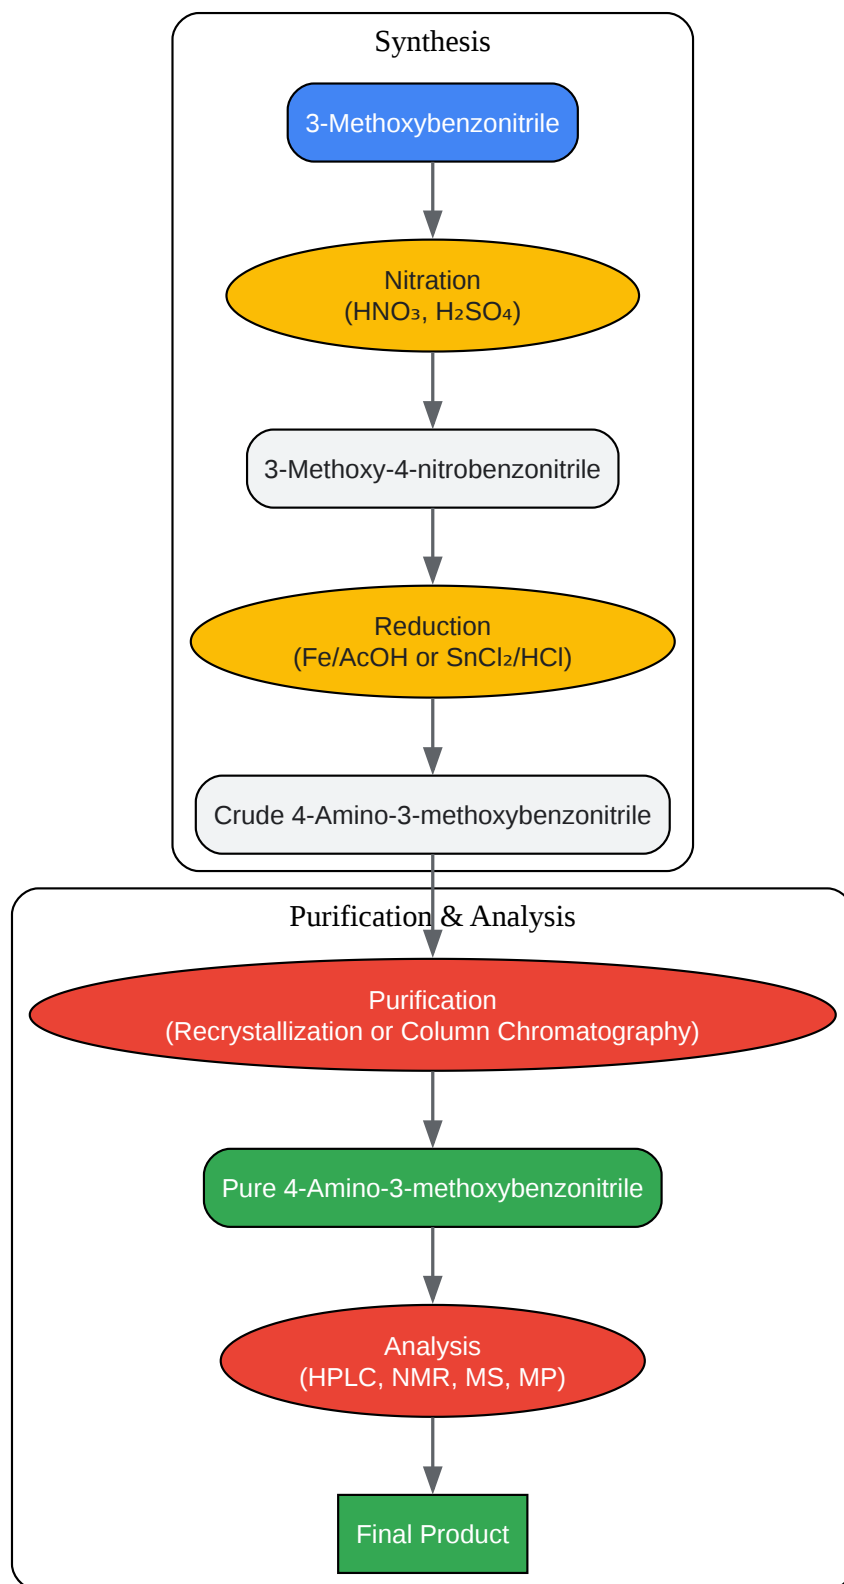 Synthesis
3-Methoxybenzonitrile
Nitration
(HNO₃, H₂SO₄)
3-Methoxy-4-nitrobenzonitrile
Reduction
(Fe/AcOH or SnCl₂/HCl)
Crude 4-Amino-3-methoxybenzonitrile
Purification & Analysis
Purification
(Recrystallization or Column Chromatography)
Pure 4-Amino-3-methoxybenzonitrile
Analysis
(HPLC, NMR, MS, MP)
Final Product